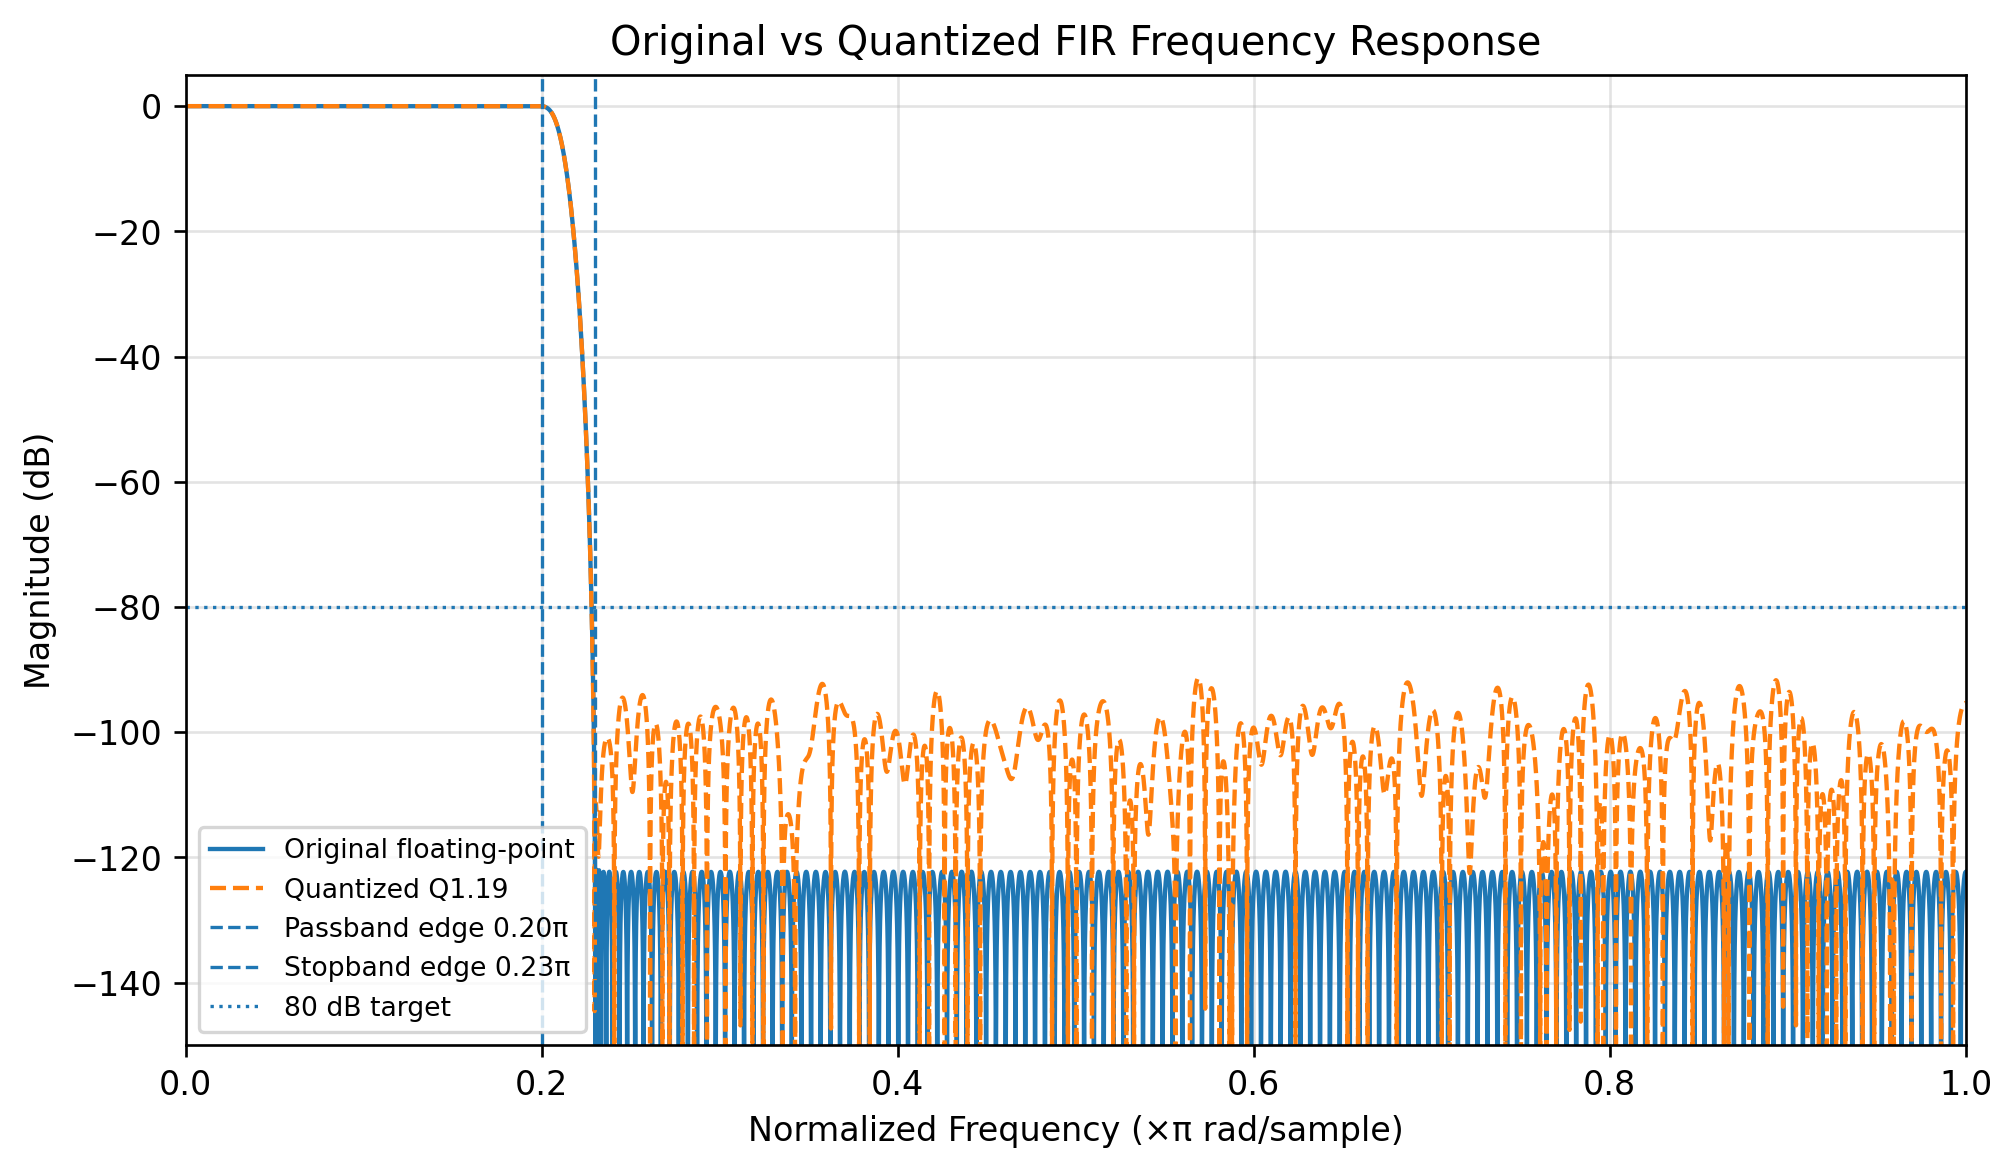 Original vs Quantized FIR Frequency Response
Magnitude (dB)
0
−20
−40
−60
−80
−100
−120
−140
Original floating-point
Quantized Q1.19
Passband edge 0.20π
Stopband edge 0.23π
80 dB target
0.0 0.2 0.4 0.6 0.8 1.0
Normalized Frequency (×π rad/sample)